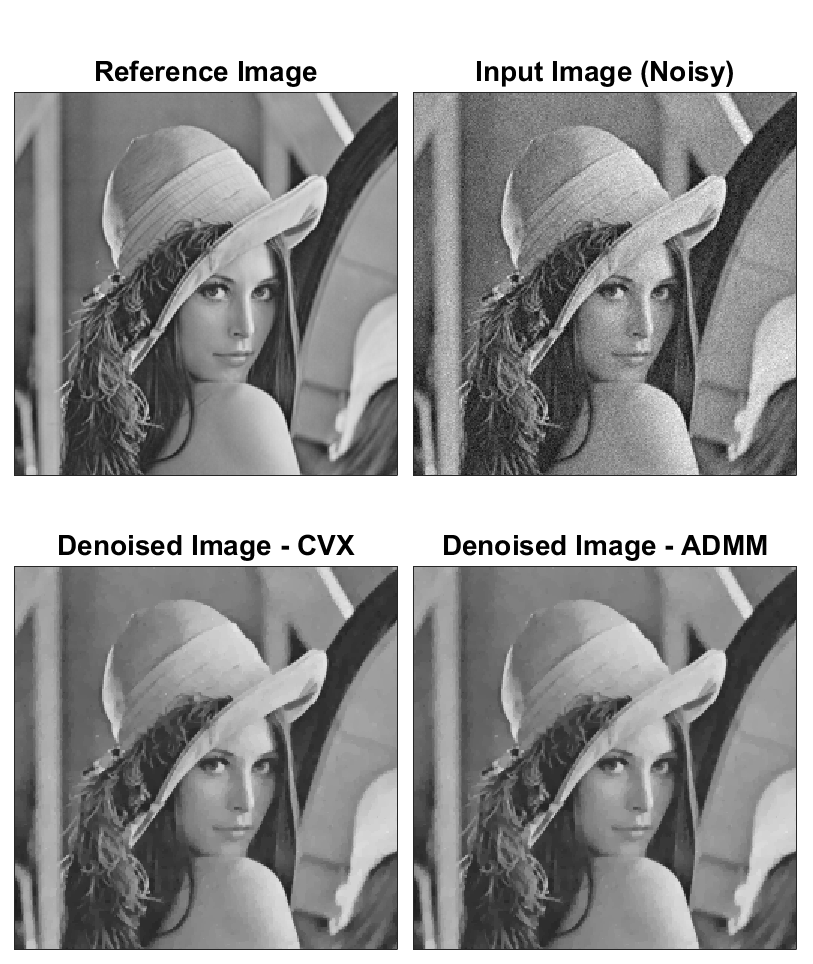 Reference Image
Input Image (Noisy)
Denoised Image - CVX
Denoised Image - ADMM